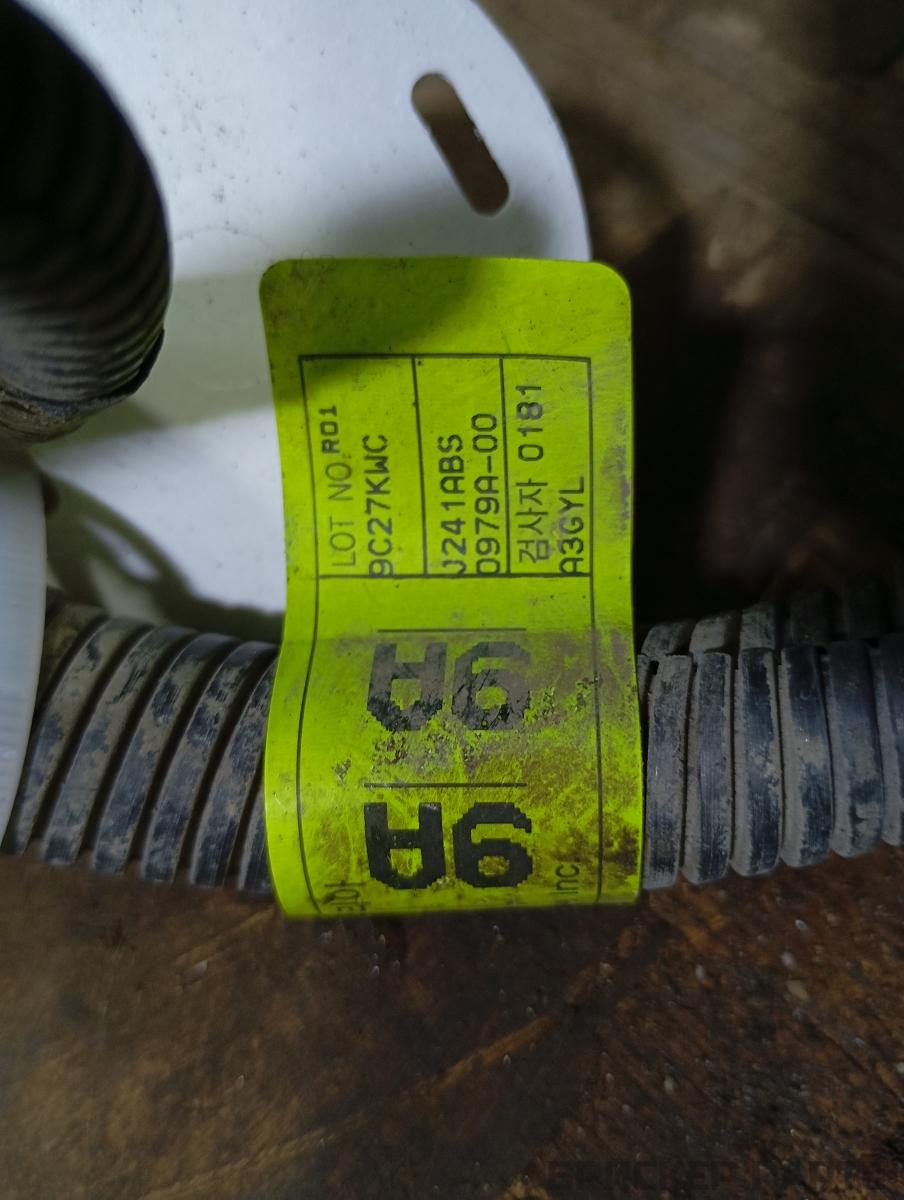 LOT NO. R01
9C27KWC
J241ABS
0979A-00
검사자 0181
A3GYL
9A
9A